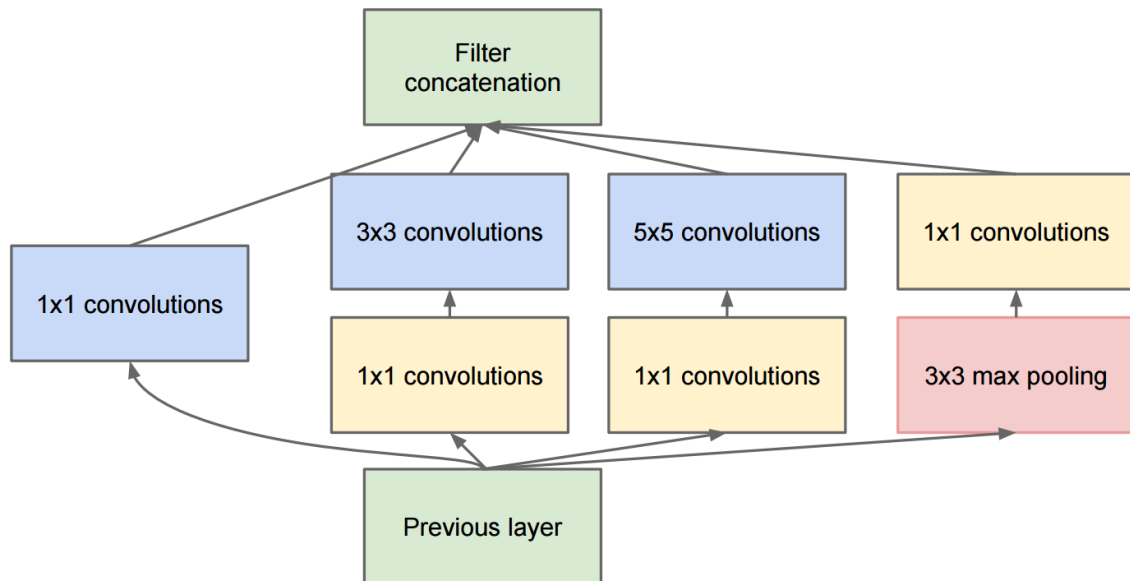 Filter
concatenation
3x3 convolutions
5x5 convolutions
1x1 convolutions
1x1 convolutions
1x1 convolutions
1x1 convolutions
3x3 max pooling
Previous layer